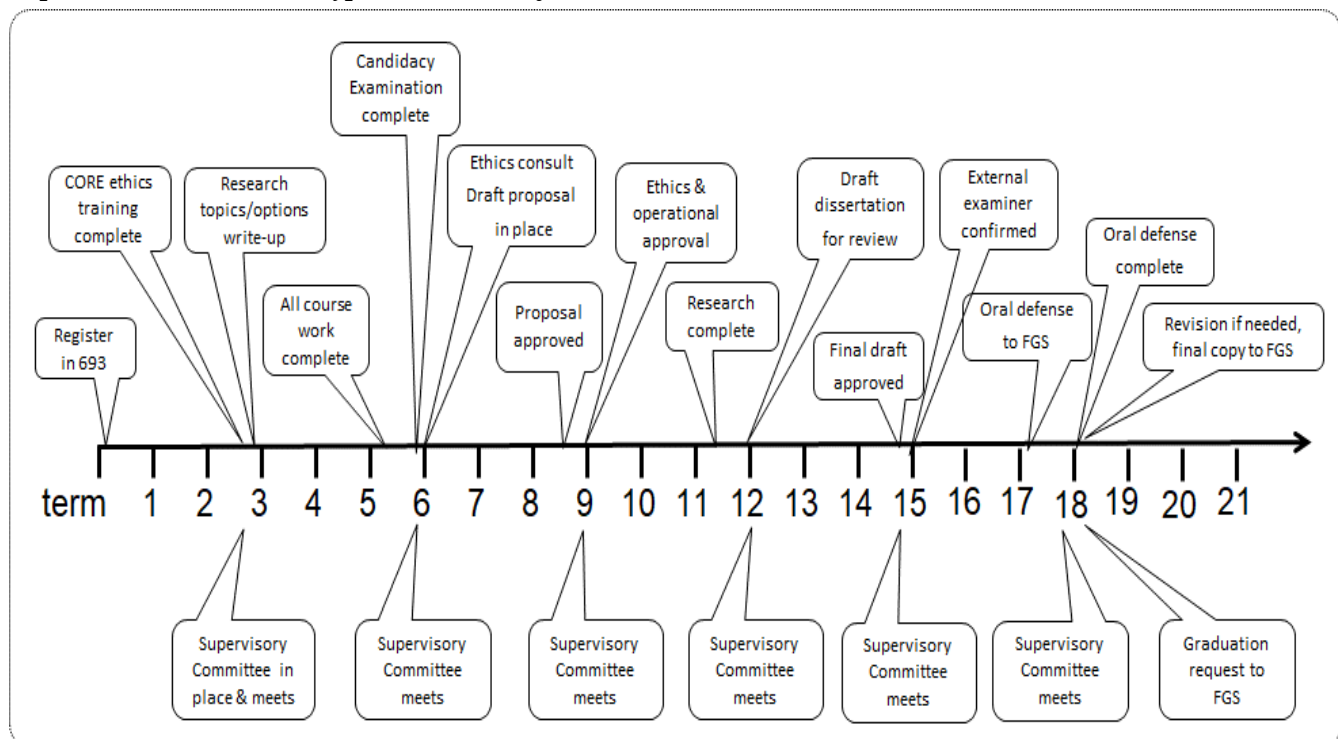 Candidacy
Examination
complete
CORE ethics
training
complete
Research
topics/options
write-up
Ethics consult
Draft proposal
in place
Ethics &
operational
approval
Draft
dissertation
for review
External
examiner
confirmed
Oral defense
complete
Register
in 693
All course
work
complete
Proposal
approved
Research
complete
Final draft
approved
Oral defense
to FGS
Revision if needed,
final copy to FGS
term 1 2 3 4 5 6 7 8 9 10 11 12 13 14 15 16 17 18 19 20 21
Supervisory
Committee in
place & meets
Supervisory
Committee
meets
Supervisory
Committee
meets
Supervisory
Committee
meets
Supervisory
Committee
meets
Supervisory
Committee
meets
Graduation
request to
FGS